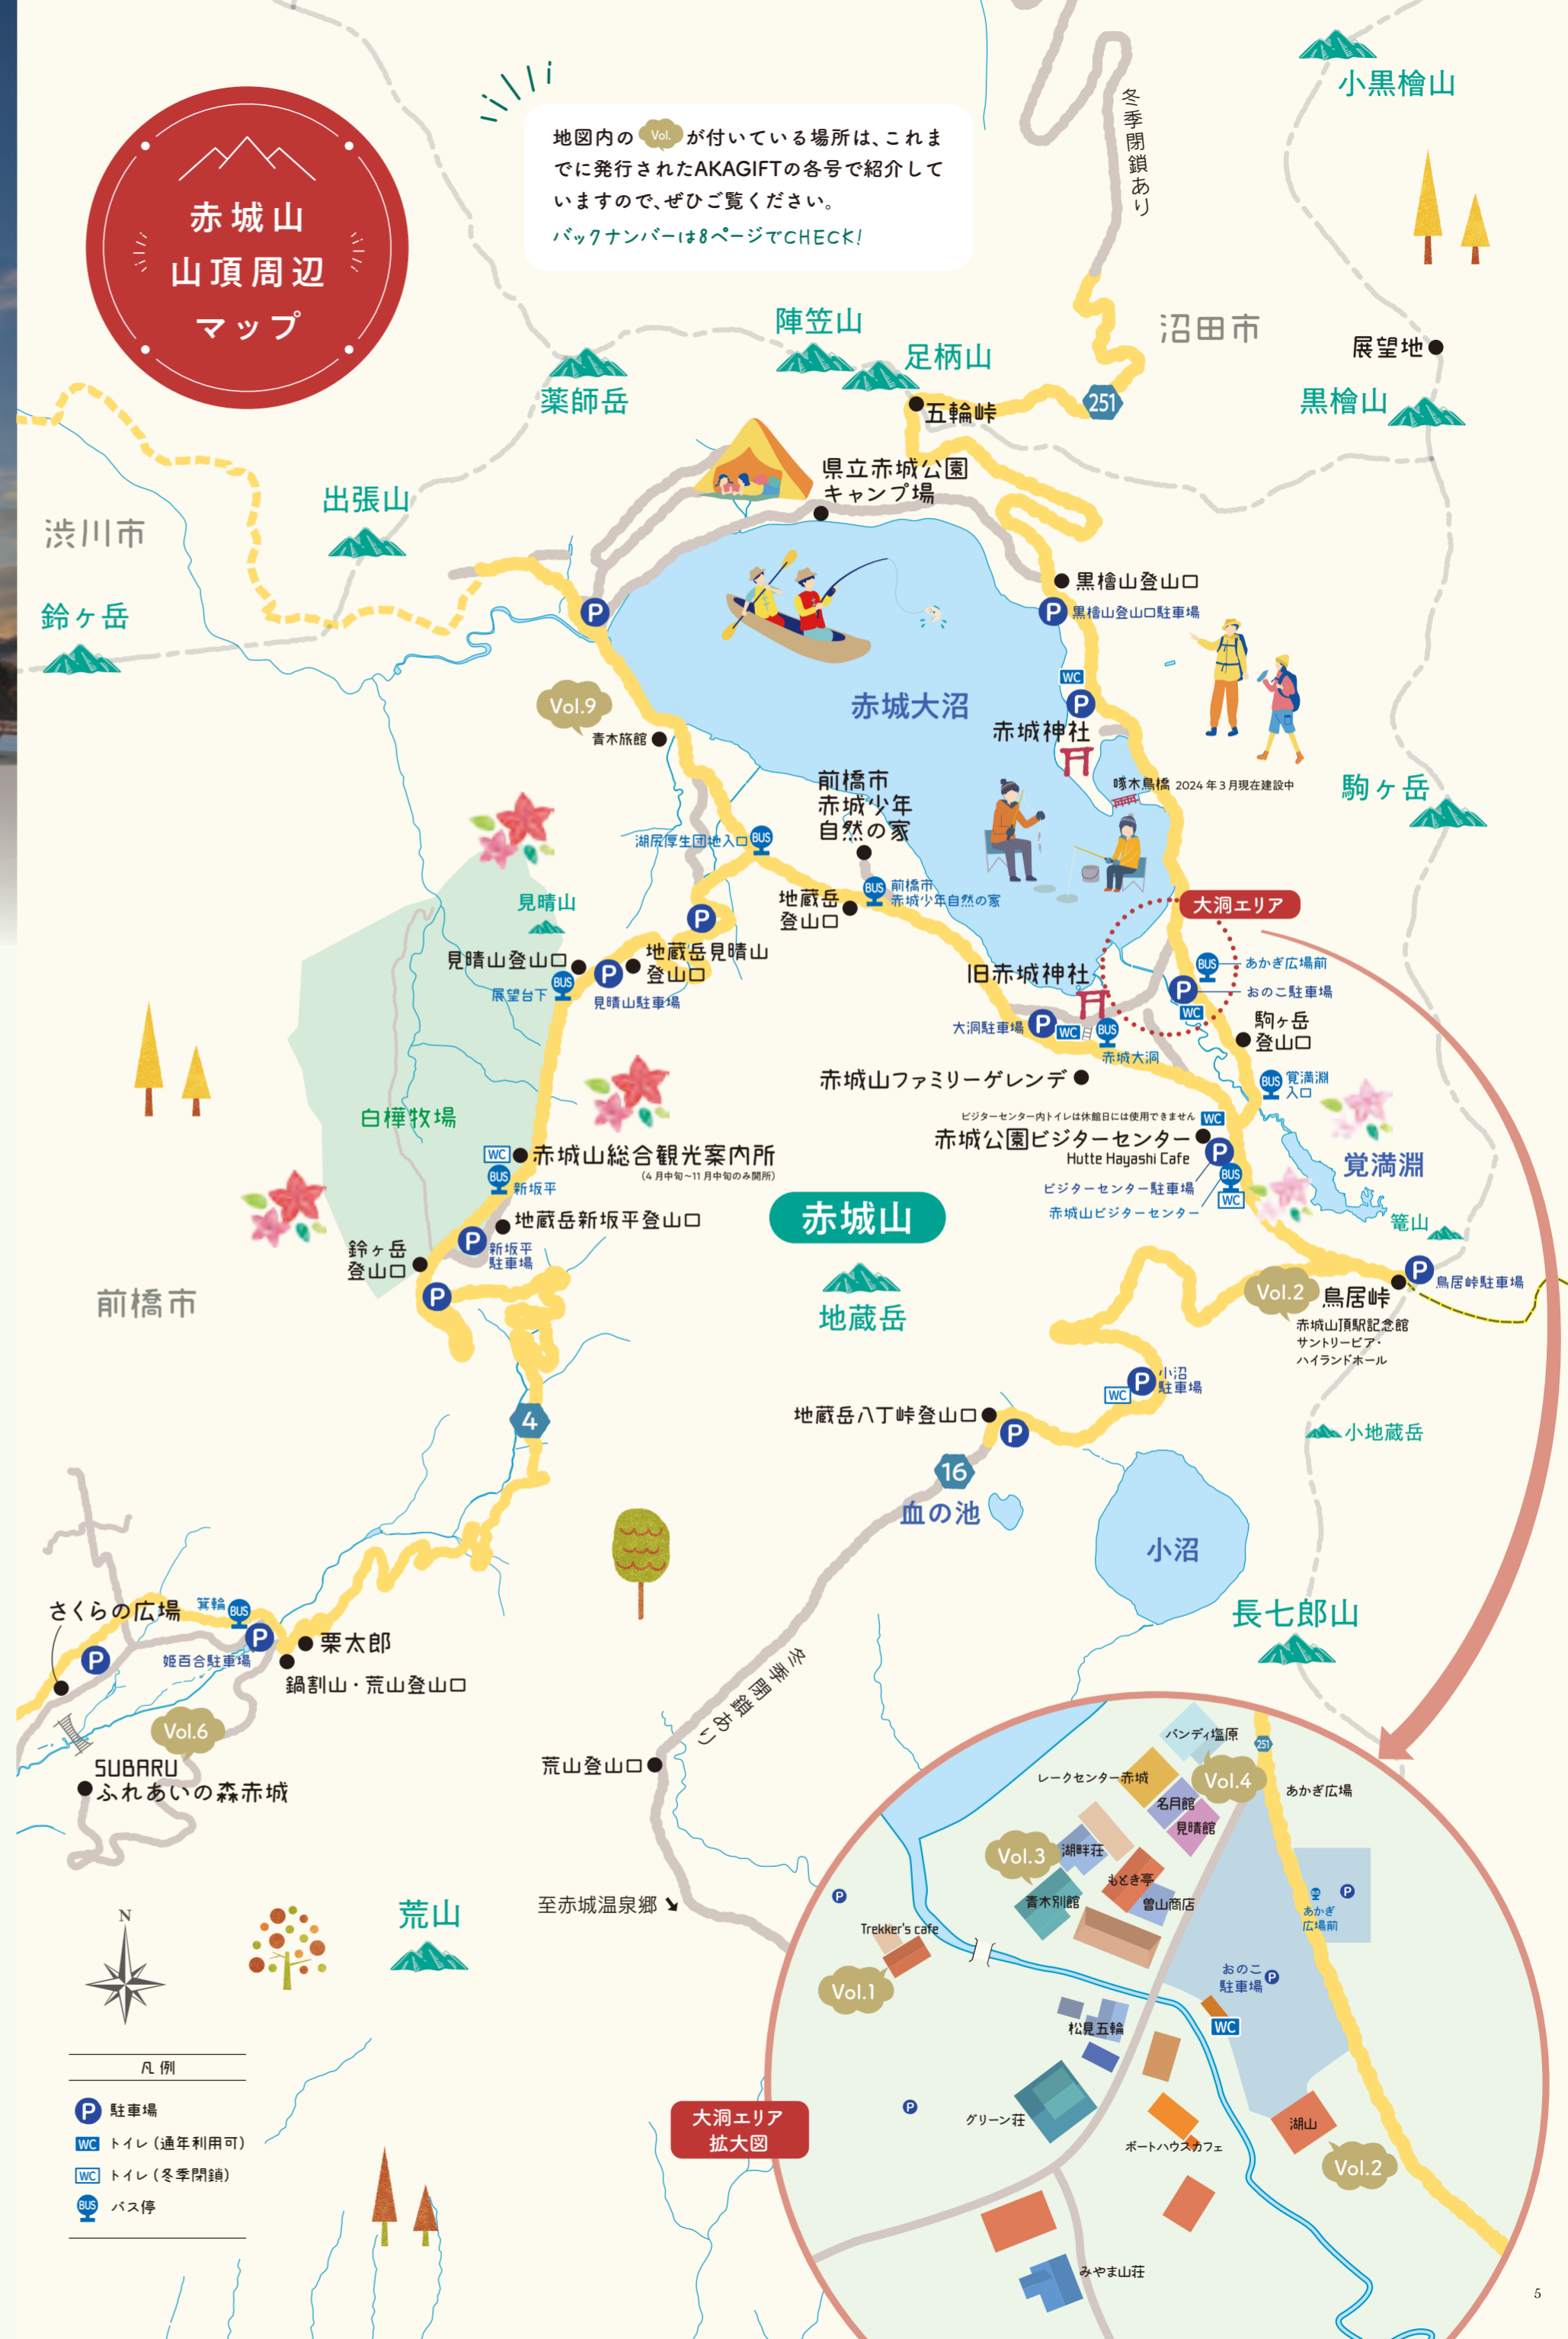 赤城山
山頂周辺
マップ
地図内の Vol. が付いている場所は、これま
でに発行されたAKAGIFTの各号で紹介して
いますので、ぜひご覧ください。
バックナンバーは8ページでCHECK!
冬季閉鎖あり
小黒檜山
沼田市
展望地
黒檜山
陣笠山
足柄山
薬師岳
251
五輪峠
県立赤城公園
キャンプ場
出張山
渋川市
鈴ヶ岳
P
黒檜山登山口
P
黒檜山登山口駐車場
WC
P
赤城神社
赤城大沼
Vol.9
青木旅館
啄木鳥橋 2024年3月現在建設中
駒ヶ岳
前橋市
赤城少年
自然の家
湖尻厚生団地入口
BUS
BUS
前橋市
赤城少年自然の家
地蔵岳
登山口
大洞エリア
見晴山
P
見晴山登山口
地蔵岳見晴山
登山口
BUS
展望台下
P
見晴山駐車場
旧赤城神社
BUS
あかぎ広場前
P
おのこ駐車場
WC
駒ヶ岳
登山口
大洞駐車場
P
WC
BUS
赤城大洞
赤城山ファミリーゲレンデ
BUS
覚満淵
入口
白樺牧場
ビジターセンター内トイレは休館日には使用できません
WC
赤城公園ビジターセンター
Hutte Hayashi Cafe
P
ビジターセンター駐車場
BUS
赤城山ビジターセンター
WC
覚満淵
WC
赤城山総合観光案内所
(4月中旬~11月中旬のみ開所)
BUS
新坂平
地蔵岳新坂平登山口
P
新坂平
駐車場
鈴ヶ岳
登山口
P
赤城山
地蔵岳
篭山
P
鳥居峠駐車場
Vol.2
鳥居峠
赤城山頂駅記念館
サントリービア・
ハイランドホール
前橋市
4
小沼
駐車場
P
WC
地蔵岳八丁峠登山口
P
16
血の池
小沼
小地蔵岳
長七郎山
さくらの広場
P
箕輪
BUS
P
姫百合駐車場
栗太郎
鍋割山・荒山登山口
Vol.6
SUBARU
ふれあいの森赤城
冬季閉鎖あり
荒山登山口
至赤城温泉郷
荒山
N
凡例
P 駐車場
WC トイレ(通年利用可)
WC トイレ(冬季閉鎖)
BUS バス停
大洞エリア
拡大図
バンディ塩原
251
レークセンター赤城
Vol.4
あかぎ広場
名月館
見晴館
Vol.3
湖畔荘
もとき亭
青木別館
曽山商店
P
P
あかぎ
広場前
Trekker's cafe
Vol.1
おのこ
駐車場
P
WC
松見五輪
P
グリーン荘
ボートハウスカフェ
湖山
Vol.2
みやま山荘
5